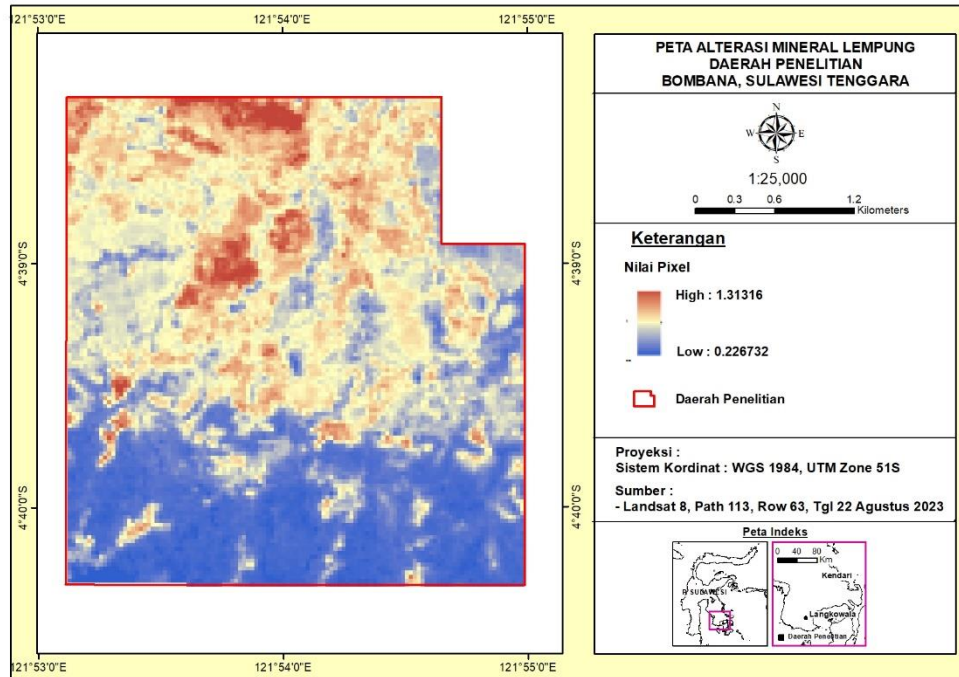 121°53'0"E 121°54'0"E 121°55'0"E
4°39'0"S 4°39'0"S
4°40'0"S 4°40'0"S
121°53'0"E 121°54'0"E 121°55'0"E
PETA ALTERASI MINERAL LEMPUNG
DAERAH PENELITIAN
BOMBANA, SULAWESI TENGGARA
N
W E
S
1:25,000
0 0.3 0.6 1.2
Kilometers
Keterangan
Nilai Pixel
High : 1.31316
Low : 0.226732
Daerah Penelitian
Proyeksi :
Sistem Kordinat : WGS 1984, UTM Zone 51S
Sumber :
- Landsat 8, Path 113, Row 63, Tgl 22 Agustus 2023
Peta Indeks
SULAWESI
0 40 80
Km
Kendari
Langkowala
Daerah Penelitian